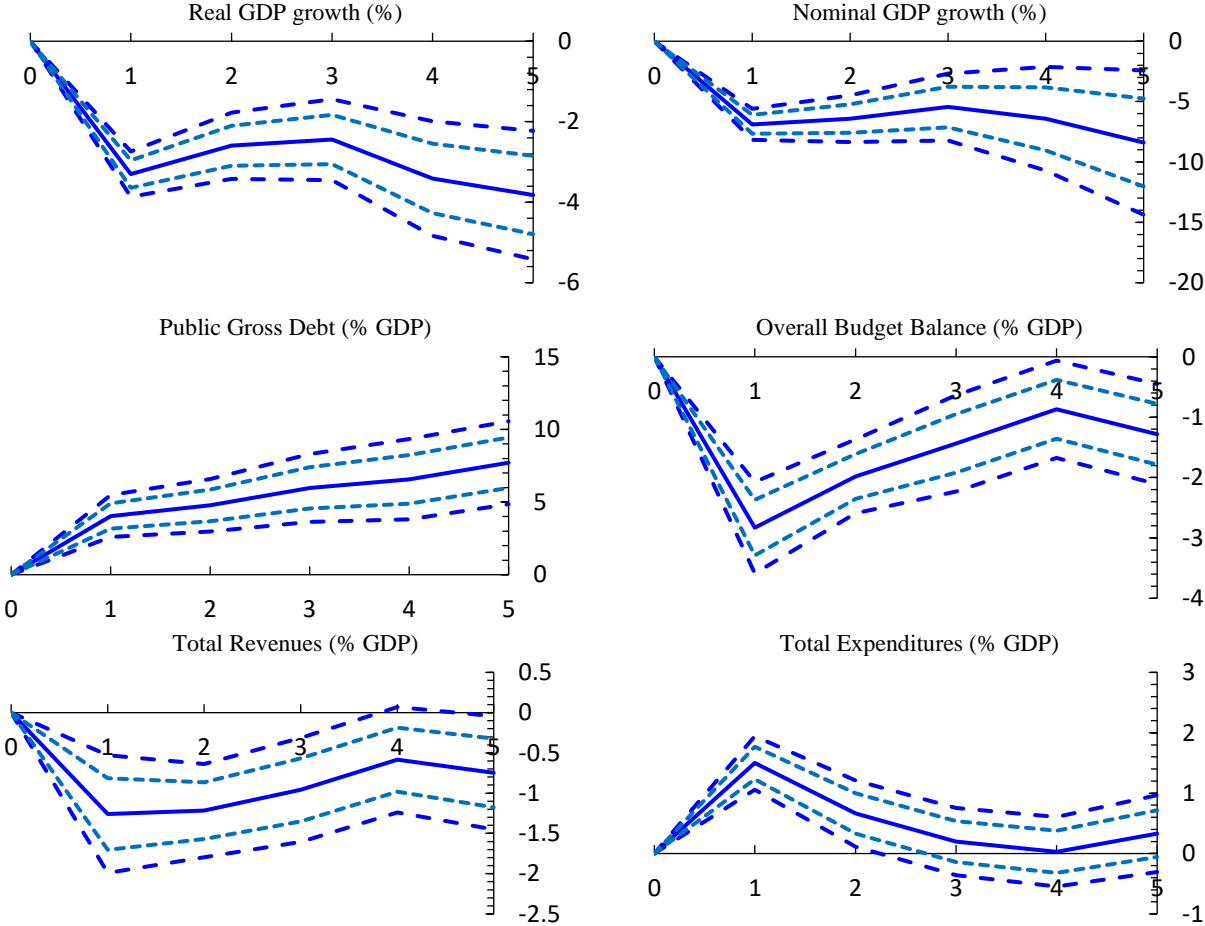 Real GDP growth (%)
0
-2
-4
-6
0 1 2 3 4 5
Nominal GDP growth (%)
0
-5
-10
-15
-20
0 1 2 3 4 5
Public Gross Debt (% GDP)
15
10
5
0
0 1 2 3 4 5
Overall Budget Balance (% GDP)
0
-1
-2
-3
-4
0 1 2 3 4 5
Total Revenues (% GDP)
0.5
0
-0.5
-1
-1.5
-2
-2.5
0 1 2 3 4 5
Total Expenditures (% GDP)
3
2
1
0
-1
0 1 2 3 4 5